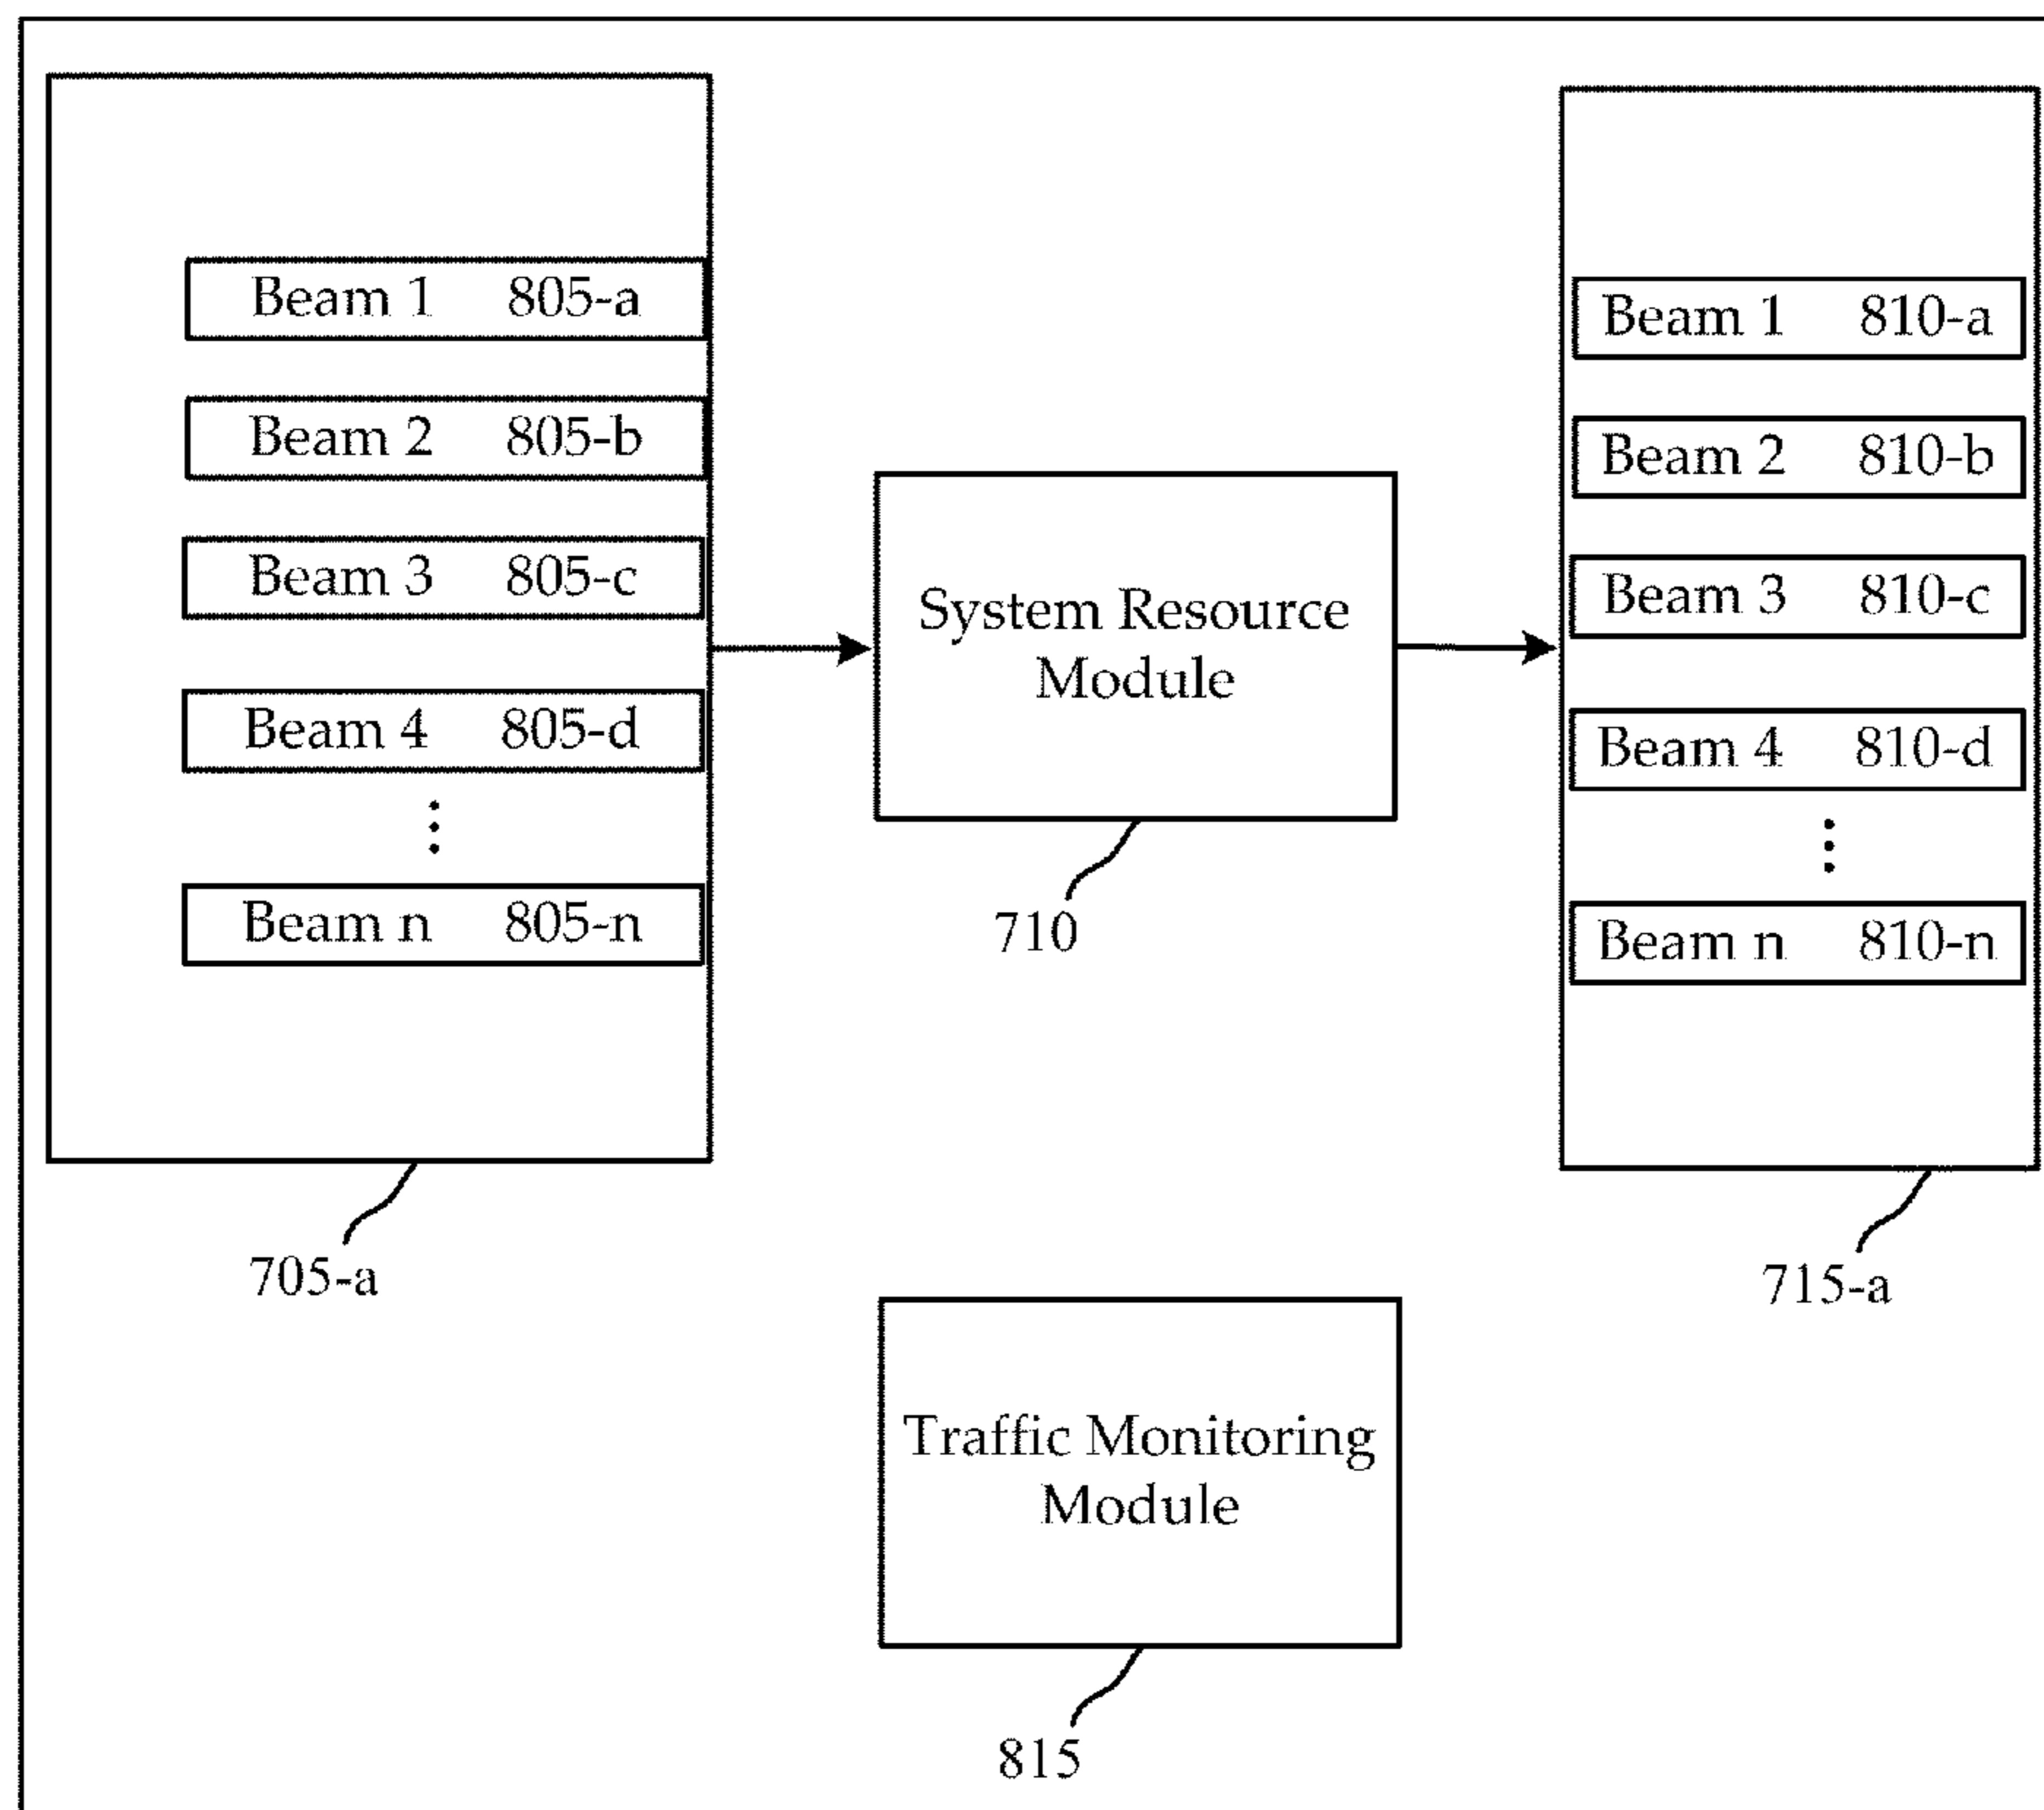 Beam 1 805-a
Beam 2 805-b
Beam 3 805-c
Beam 4 805-d
Beam n 805-n
705-a
System Resource
Module
710
Beam 1 810-a
Beam 2 810-b
Beam 3 810-c
Beam 4 810-d
Beam n 810-n
715-a
Traffic Monitoring
Module
815